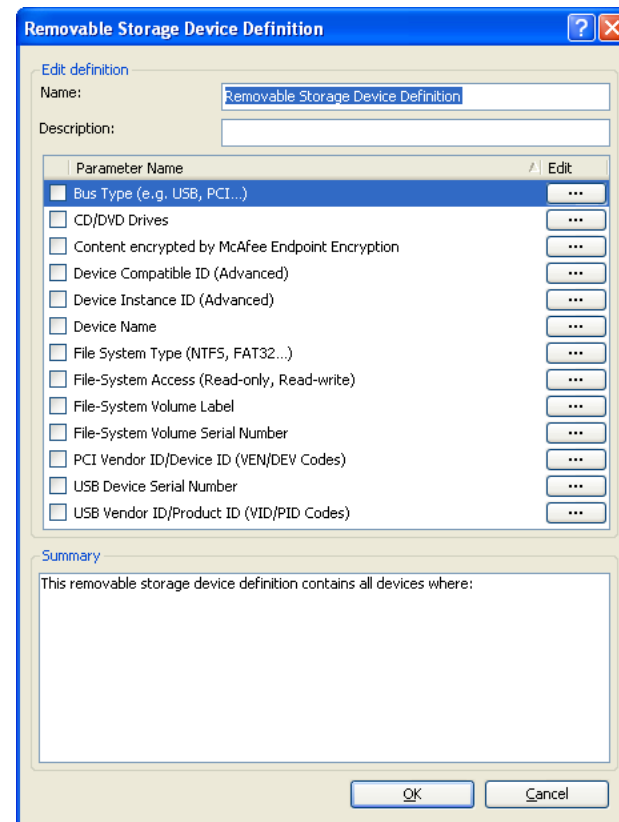 Removable Storage Device Definition
Edit definition
Name: Removable Storage Device Definition
Description:
Parameter Name Edit
Bus Type (e.g. USB, PCI...) ...
CD/DVD Drives ...
Content encrypted by McAfee Endpoint Encryption ...
Device Compatible ID (Advanced) ...
Device Instance ID (Advanced) ...
Device Name ...
File System Type (NTFS, FAT32...) ...
File-System Access (Read-only, Read-write) ...
File-System Volume Label ...
File-System Volume Serial Number ...
PCI Vendor ID/Device ID (VEN/DEV Codes) ...
USB Device Serial Number ...
USB Vendor ID/Product ID (VID/PID Codes) ...
Summary
This removable storage device definition contains all devices where:
OK Cancel